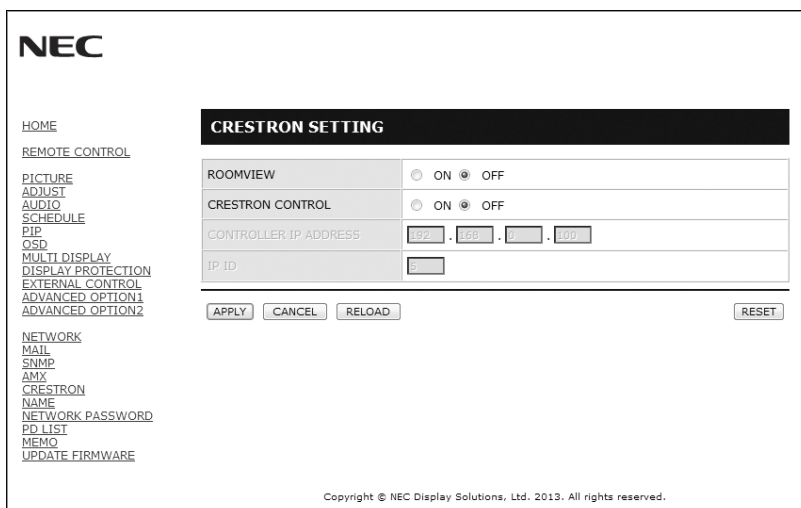 NEC
HOME
REMOTE CONTROL
PICTURE
ADJUST
AUDIO
SCHEDULE
PIP
OSD
MULTI DISPLAY
DISPLAY PROTECTION
EXTERNAL CONTROL
ADVANCED OPTION1
ADVANCED OPTION2
NETWORK
MAIL
SNMP
AMX
CRESTRON
NAME
NETWORK PASSWORD
PD LIST
MEMO
UPDATE FIRMWARE
CRESTRON SETTING
ROOMVIEW ON OFF
CRESTRON CONTROL ON OFF
CONTROLLER IP ADDRESS 192 . 168 . 0 . 100
IP ID 5
APPLY CANCEL RELOAD RESET
Copyright © NEC Display Solutions, Ltd. 2013. All rights reserved.